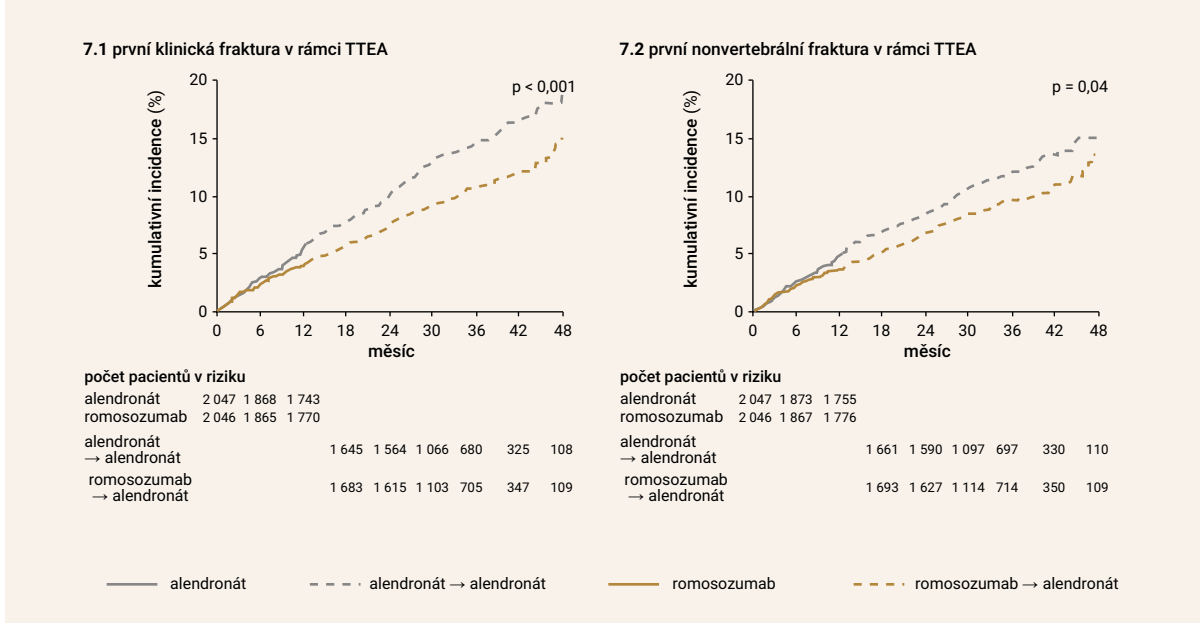 7.1 první klinická fraktura v rámci TTEA
kumulativní incidence (%)
20
15
10
5
0
p < 0,001
0 6 12 18 24 30 36 42 48
měsíc
počet pacientů v riziku
alendronát 2 047 1 868 1 743
romosozumab 2 046 1 865 1 770
alendronát
→ alendronát 1 645 1 564 1 066 680 325 108
romosozumab
→ alendronát 1 683 1 615 1 103 705 347 109
7.2 první nonvertebrální fraktura v rámci TTEA
kumulativní incidence (%)
20
15
10
5
0
p = 0,04
0 6 12 18 24 30 36 42 48
měsíc
počet pacientů v riziku
alendronát 2 047 1 873 1 755
romosozumab 2 046 1 867 1 776
alendronát
→ alendronát 1 661 1 590 1 097 697 330 110
romosozumab
→ alendronát 1 693 1 627 1 114 714 350 109
alendronát alendronát → alendronát romosozumab romosozumab → alendronát